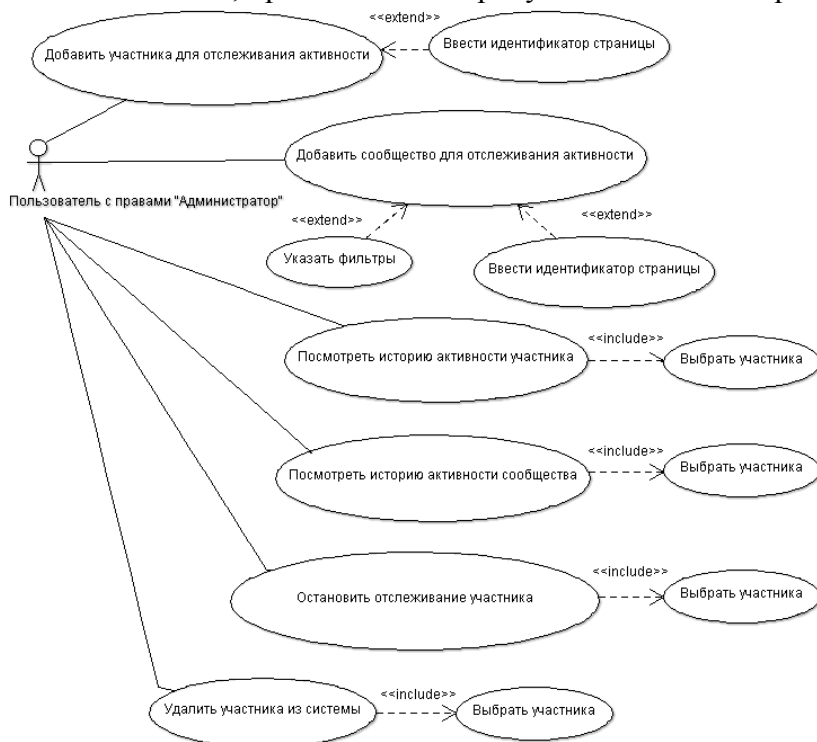 <<extend>>
Добавить участника для отслеживания активности
Ввести идентификатор страницы
Добавить сообщество для отслеживания активности
Пользователь с правами "Администратор"
<<extend>>
<<extend>>
Указать фильтры
Ввести идентификатор страницы
<<include>>
Посмотреть историю активности участника
Выбрать участника
<<include>>
Посмотреть историю активности сообщества
Выбрать участника
<<include>>
Остановить отслеживание участника
Выбрать участника
<<include>>
Удалить участника из системы
Выбрать участника